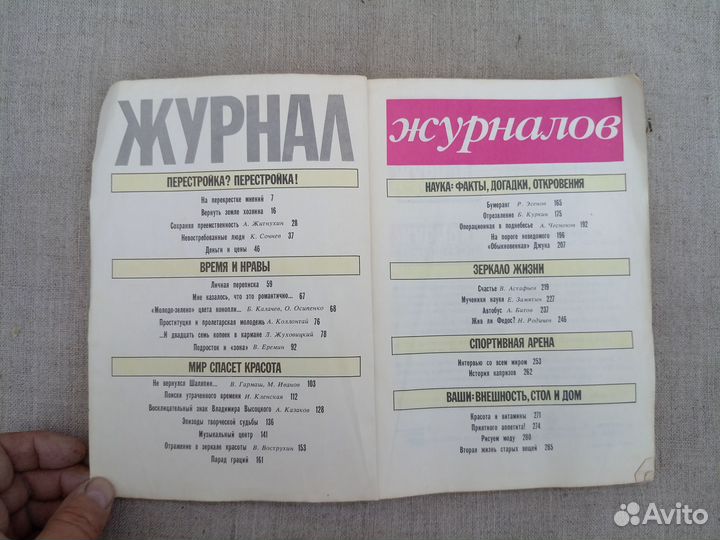 ЖУРНАЛ
ПЕРЕСТРОЙКА? ПЕРЕСТРОЙКА!
На перекрестке мнений 7
Вернуть земле хозяина 16
Сохраняя преемственность А. Житнухин 28
Невостребованные люди К. Сочнев 37
Деньги и цены 46
ВРЕМЯ И НРАВЫ
Личная переписка 59
Мне казалось, что это романтично... 67
«Молодо-зелено» цвета конопли... Б. Калачев, О. Осипенко 68
Проституция и пролетарская молодежь А. Коллонтай 76
...И двадцать семь копеек в кармане Л. Жуховицкий 78
Подросток и «зона» В. Еремин 92
МИР СПАСЕТ КРАСОТА
Не вернулся Шаляпин... В. Гармаш, М. Иванов 103
Поиски утраченного времени И. Кленская 112
Восклицательный знак Владимира Высоцкого А. Казаков 128
Эпизоды творческой судьбы 136
Музыкальный центр 141
Отражение в зеркале красоты В. Вострухин 153
Парад граций 161
журналов
НАУКА: ФАКТЫ, ДОГАДКИ, ОТКРОВЕНИЯ
Бумеранг Р. Эсенов 165
Отрезвление Б. Куркин 175
Операционная в поднебесье А. Чесноков 192
На пороге неведомого 196
«Обыкновенная» Джуна 207
ЗЕРКАЛО ЖИЗНИ
Счастье В. Астафьев 219
Мученики науки Е. Замятин 227
Автобус А. Битов 237
Жив ли Федос? Н. Родичев 246
СПОРТИВНАЯ АРЕНА
Интервью со всем миром 253
История капризов 262
ВАШИ: ВНЕШНОСТЬ, СТОЛ И ДОМ
Красота и витамины 271
Приятного аппетита! 274
Рисуем моду 280
Вторая жизнь старых вещей 285
Avito